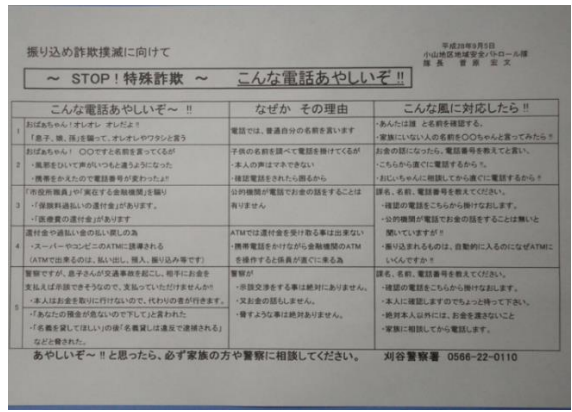 振り込め詐欺撲滅に向けて
平成28年9月5日
小山地区地域安全パトロール隊
隊 長 菅 原 宏 文
～ STOP！特殊詐欺 ～ こんな電話あやしいぞ!!
こんな電話あやしいぞ～ !!
なぜか その理由
こんな風に対応したら !!
1
おばぁちゃん！オレオレ オレだよ!!
「息子、娘、孫」を騙って、オレオレやワタシと言う
電話では、普通自分の名前を言います
・あんたは誰 と名前を確認する。
・家族にいない人の名前を〇〇ちゃんと言ってみたら!!
2
おばぁちゃん！ 〇〇ですと名前を言ってくるが
・風邪をひいて声がいつもと違うようになった
・携帯をかえたので電話番号が変わったよ!!
子供の名前を調べて電話を掛けてくるが
・本人の声はマネできない
・確認電話をされたら困るから
お金の話になったら、電話番号を教えてと言い、
・こちらから直ぐに電話するから!!
・おじいちゃんに相談してから直ぐに電話するから!!
3
「市役所職員」や「実在する金融機関」を騙り
・「保険料過払いの還付金」があります。
・「医療費の還付金」があります
公的機関が電話でお金の話をすることは
有りません
課名、名前、電話番号を教えてください。
・確認の電話をこちらから掛けなおします。
・公的機関が電話でお金の話をすることは無いと
聞いていますが!!
4
還付金や過払い金の払い戻しの為
・スーパーやコンビニのATMに誘導される
（ATMで出来るのは、払い出し、預入、振り込み等です）
ATMでは還付金を受け取る事は出来ない
・携帯電話をかけながら金融機関のATM
を操作すると係員が直ぐに来る為
・振り込まれるものは、自動的に入るのになぜATMに
いくんですか!!
5
警察ですが、息子さんが交通事故を起こし、相手にお金を
支払えば示談できそうなので、支払っていただけませんか!!
・本人はお金を取りに行けないので、代わりの者が行きます。
・「あなたの預金が危ないので下して」と言われた
・「名義を貸してほしい」の後「名義貸しは違反で逮捕される」
などと脅された。
警察が
・示談交渉をする事は絶対にありません。
・又お金の話もしません。
・脅すような事は絶対ありません。
課名、名前、電話番号を教えてください。
・確認の電話をこちらから掛けなおします。
・本人に確認しますのでちょっと待って下さい。
・絶対本人以外には、お金を渡さないこと
・家族に相談してから電話します。
あやしいぞ～ !! と思ったら、必ず家族の方や警察に相談してください。 刈谷警察署 0566-22-0110